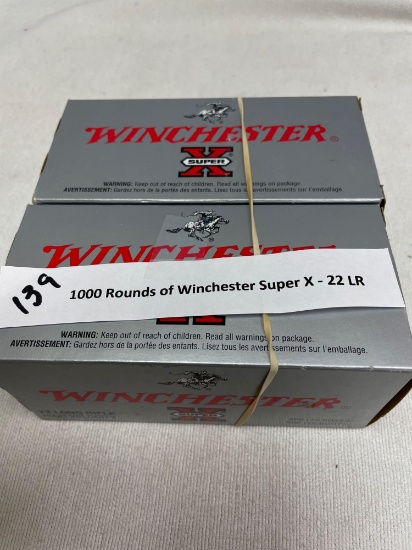 WINCHESTER
SUPER X
WARNING: Keep out of reach of children. Read all warnings on package.
AVERTISSEMENT: Gardez hors de la portée des enfants. Lisez tous les avertissements sur l'emballage.
WINCHESTER
139 1000 Rounds of Winchester Super X - 22 LR
WARNING: Keep out of reach of children. Read all warnings on package.
AVERTISSEMENT: Gardez hors de la portée des enfants. Lisez tous les avertissements sur l'emballage.
WINCHESTER
22 LONG RIFLE